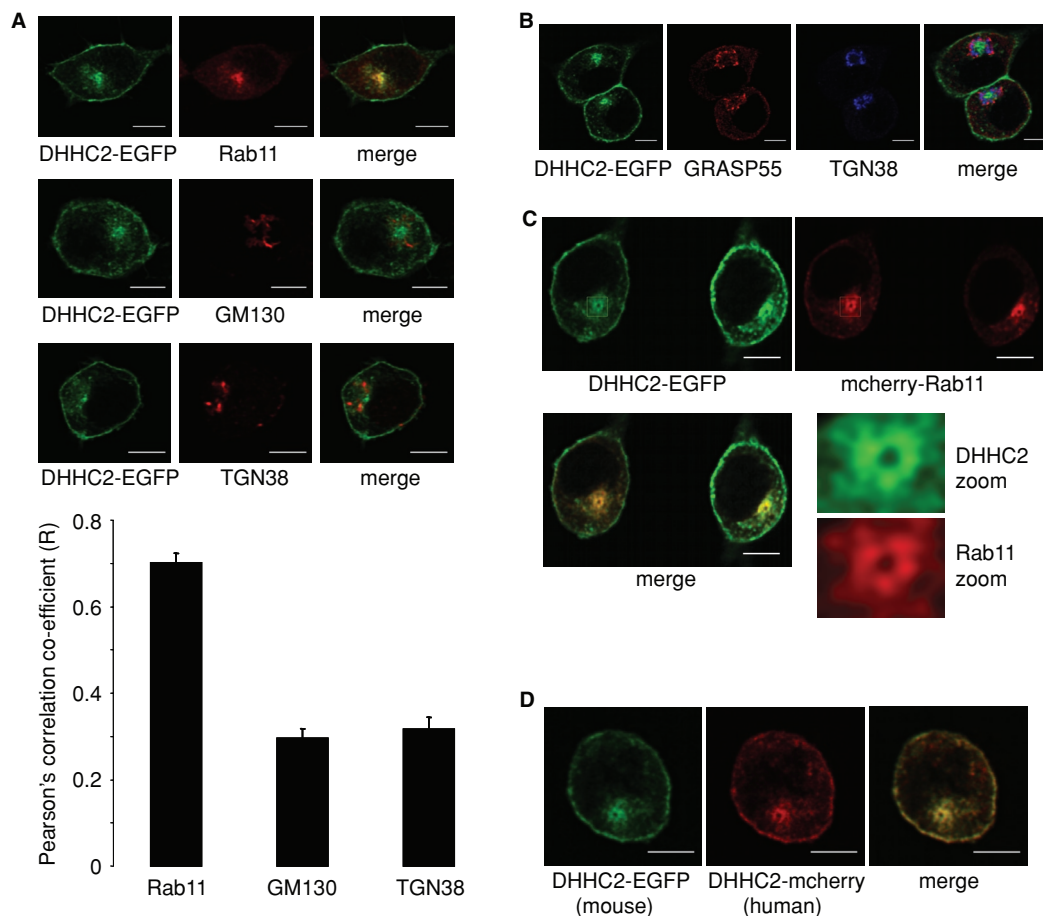 A
DHHC2-EGFP Rab11 merge
DHHC2-EGFP GM130 merge
DHHC2-EGFP TGN38 merge
Pearson's correlation co-efficient (R)
0.8
0.6
0.4
0.2
0
Rab11 GM130 TGN38
B
DHHC2-EGFP GRASP55 TGN38 merge
C
DHHC2-EGFP mcherry-Rab11
merge
DHHC2
zoom
Rab11
zoom
D
DHHC2-EGFP DHHC2-mcherry merge
(mouse) (human)